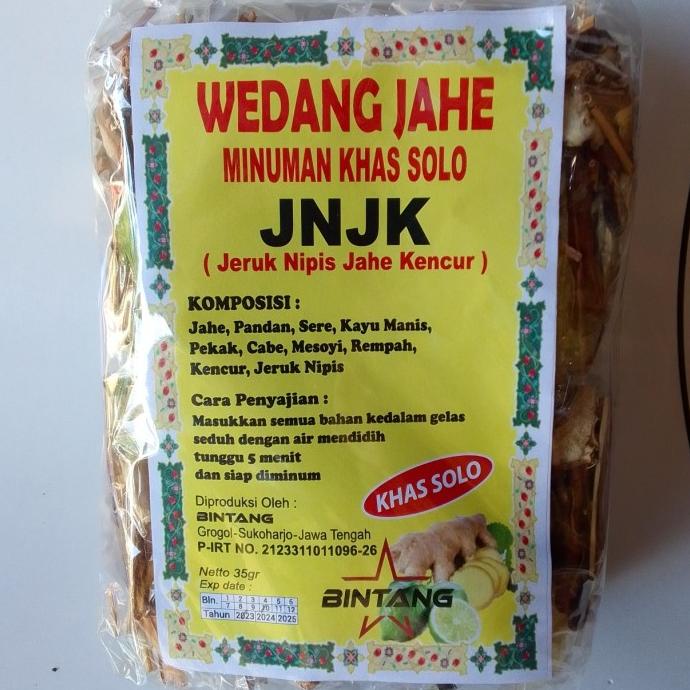 WEDANG JAHE
MINUMAN KHAS SOLO
JNJK
( Jeruk Nipis Jahe Kencur )
KOMPOSISI :
Jahe, Pandan, Sere, Kayu Manis,
Pekak, Cabe, Mesoyi, Rempah,
Kencur, Jeruk Nipis
Cara Penyajian :
Masukkan semua bahan kedalam gelas
seduh dengan air mendidih
tunggu 5 menit
dan siap diminum
KHAS SOLO
Diproduksi Oleh :
BINTANG
Grogol-Sukoharjo-Jawa Tengah
P-IRT NO. 2123311011096-26
Netto 35gr
Exp date :
Bln. 1 2 3 4 5 6
7 8 9 10 11 12
Tahun 2023 2024 2025
BINTANG